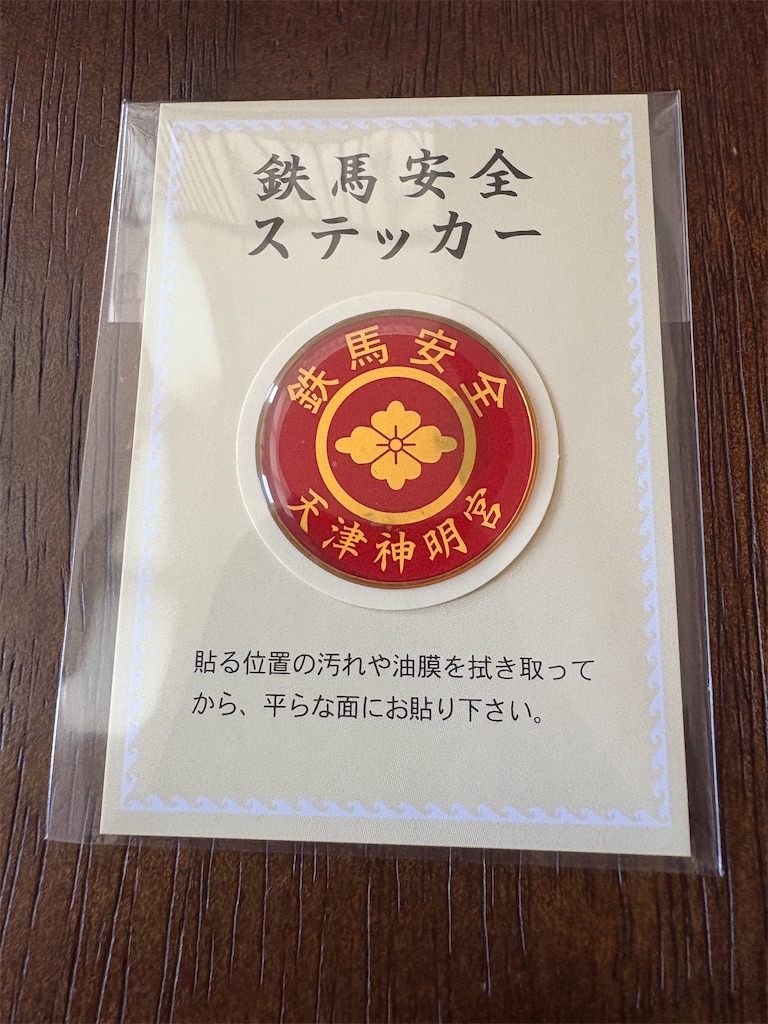 鉄馬安全
ステッカー
鉄馬安全
天津神明宮
貼る位置の汚れや油膜を拭き取って
から、平らな面にお貼り下さい。